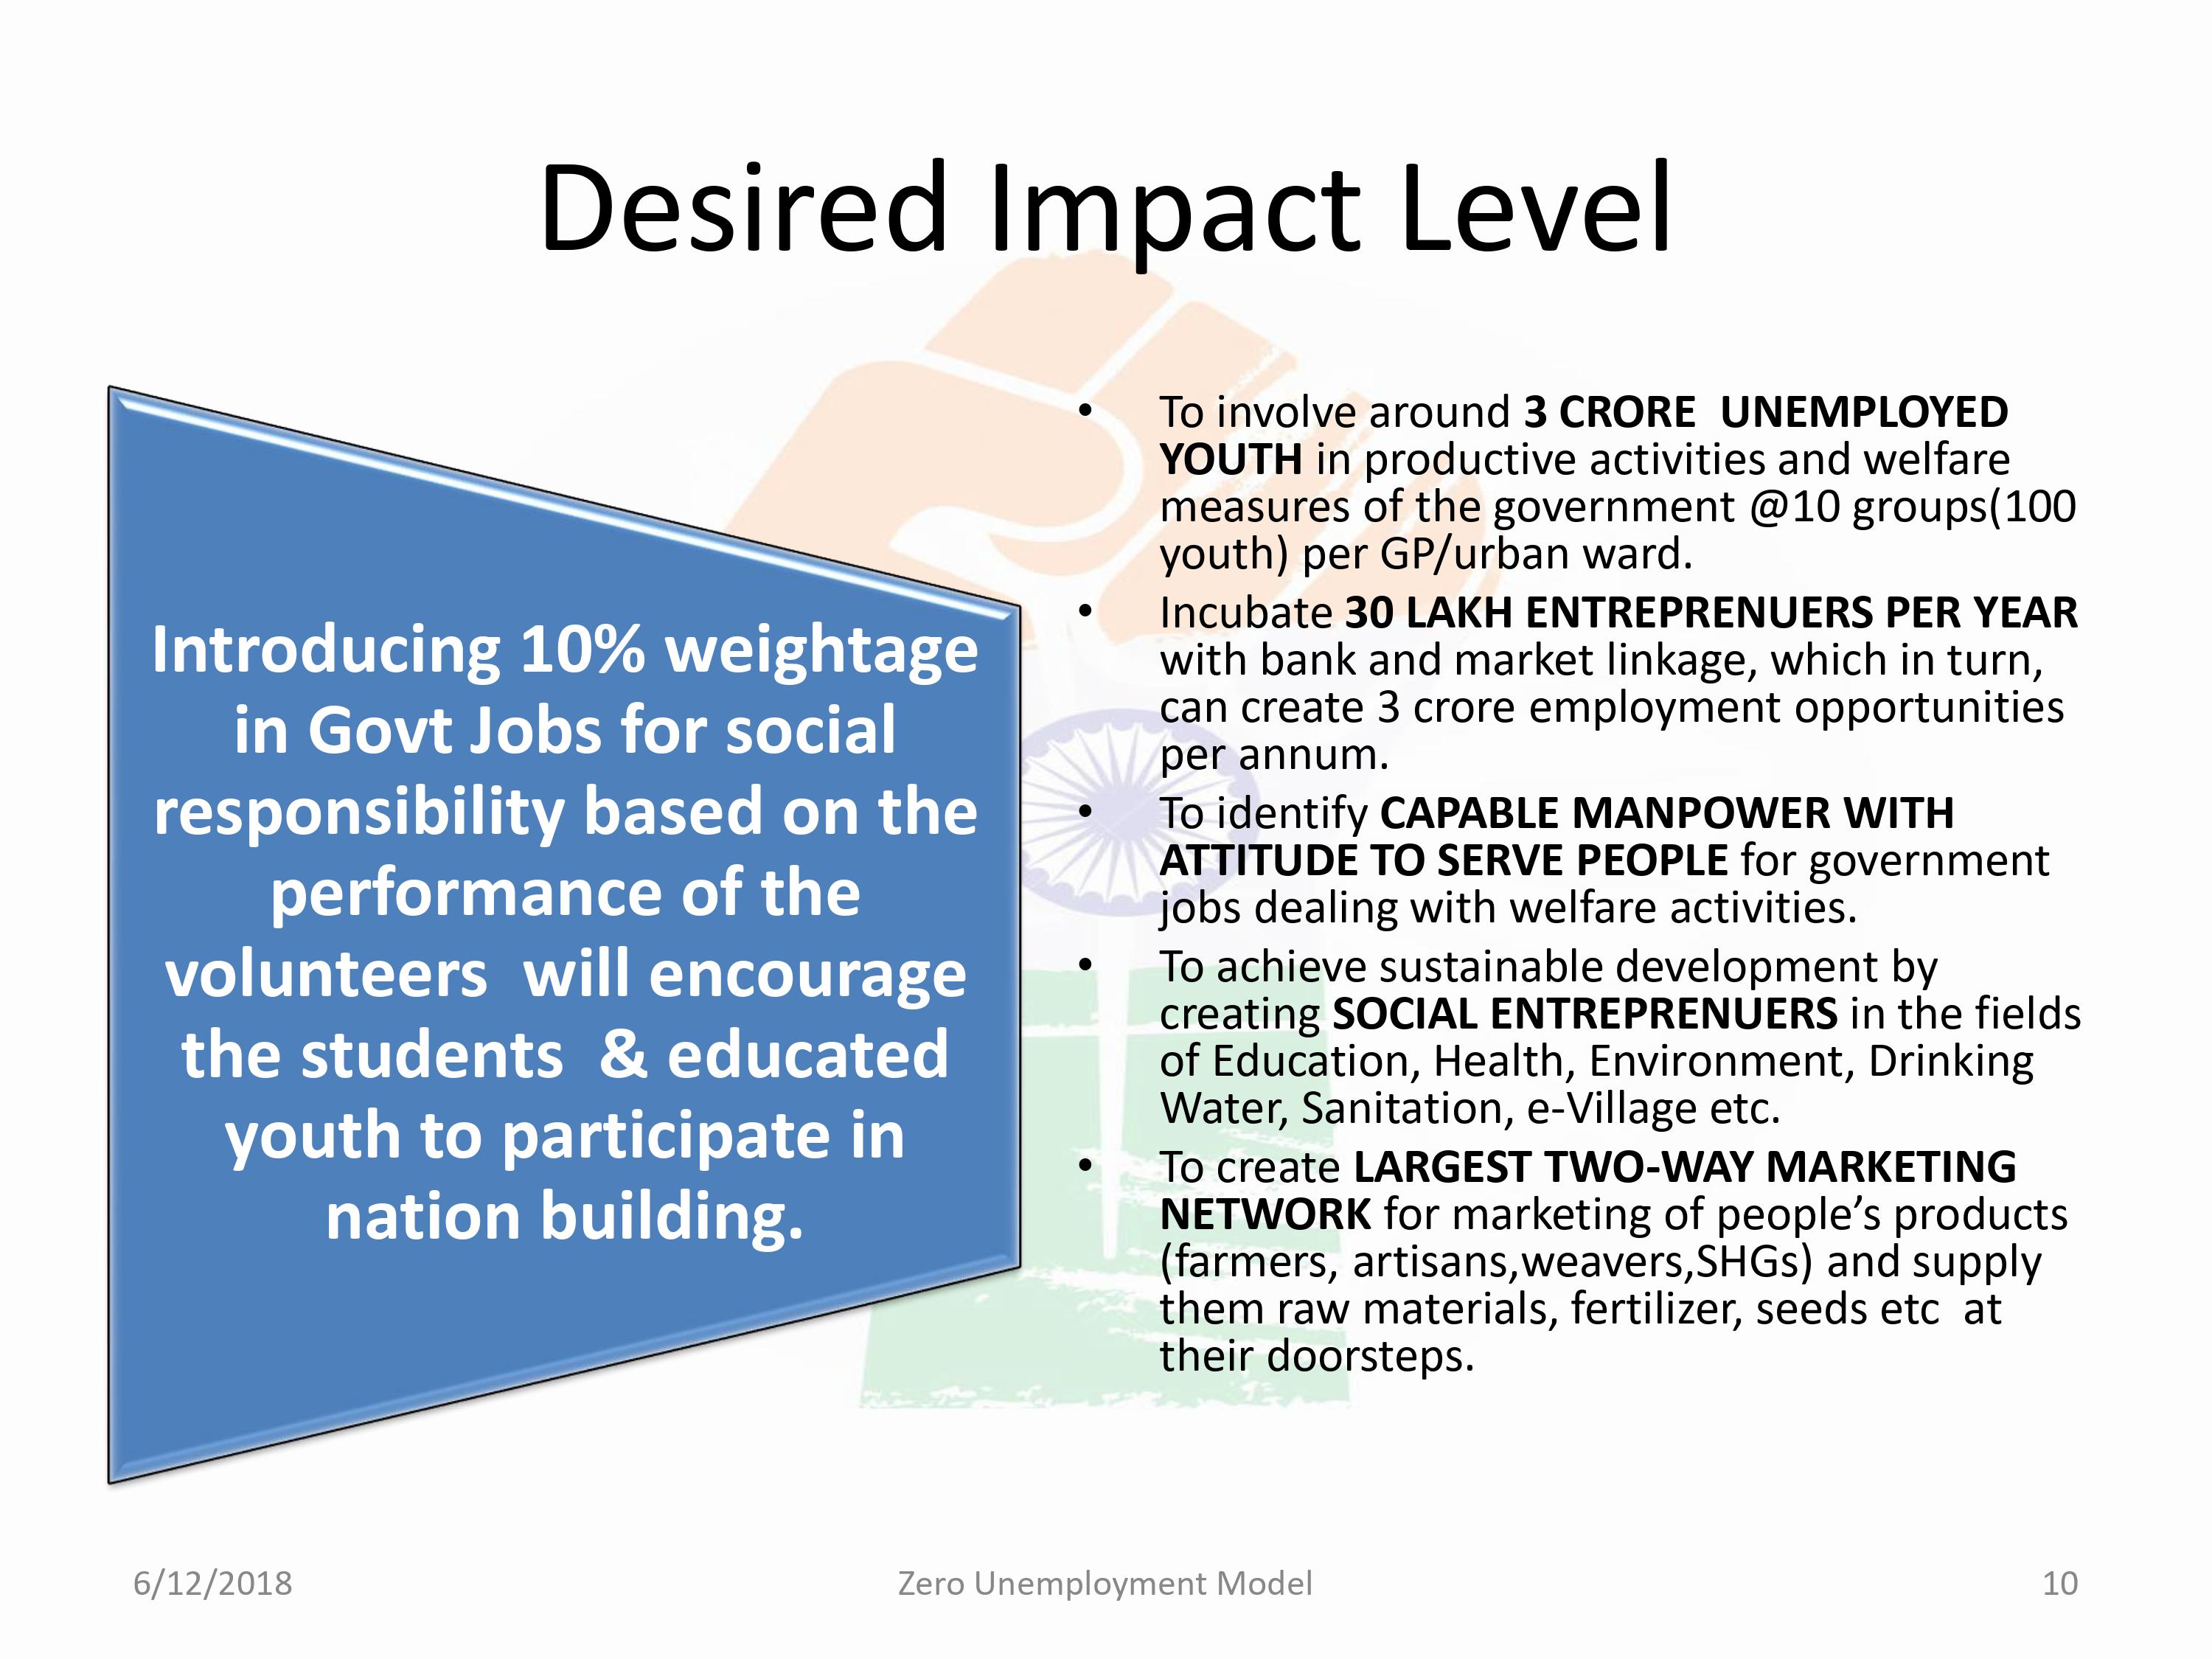 Desired Impact Level
Introducing 10% weightage
in Govt Jobs for social
responsibility based on the
performance of the
volunteers  will encourage
the students  & educated
youth to participate in
nation building.
• To involve around 3 CRORE  UNEMPLOYED
YOUTH in productive activities and welfare
measures of the government @10 groups(100
youth) per GP/urban ward.
• Incubate 30 LAKH ENTREPRENUERS PER YEAR
with bank and market linkage, which in turn,
can create 3 crore employment opportunities
per annum.
• To identify CAPABLE MANPOWER WITH
ATTITUDE TO SERVE PEOPLE for government
jobs dealing with welfare activities.
• To achieve sustainable development by
creating SOCIAL ENTREPRENUERS in the fields
of Education, Health, Environment, Drinking
Water, Sanitation, e-Village etc.
• To create LARGEST TWO-WAY MARKETING
NETWORK for marketing of people’s products
(farmers, artisans,weavers,SHGs) and supply
them raw materials, fertilizer, seeds etc  at
their doorsteps.
6/12/2018
Zero Unemployment Model
10